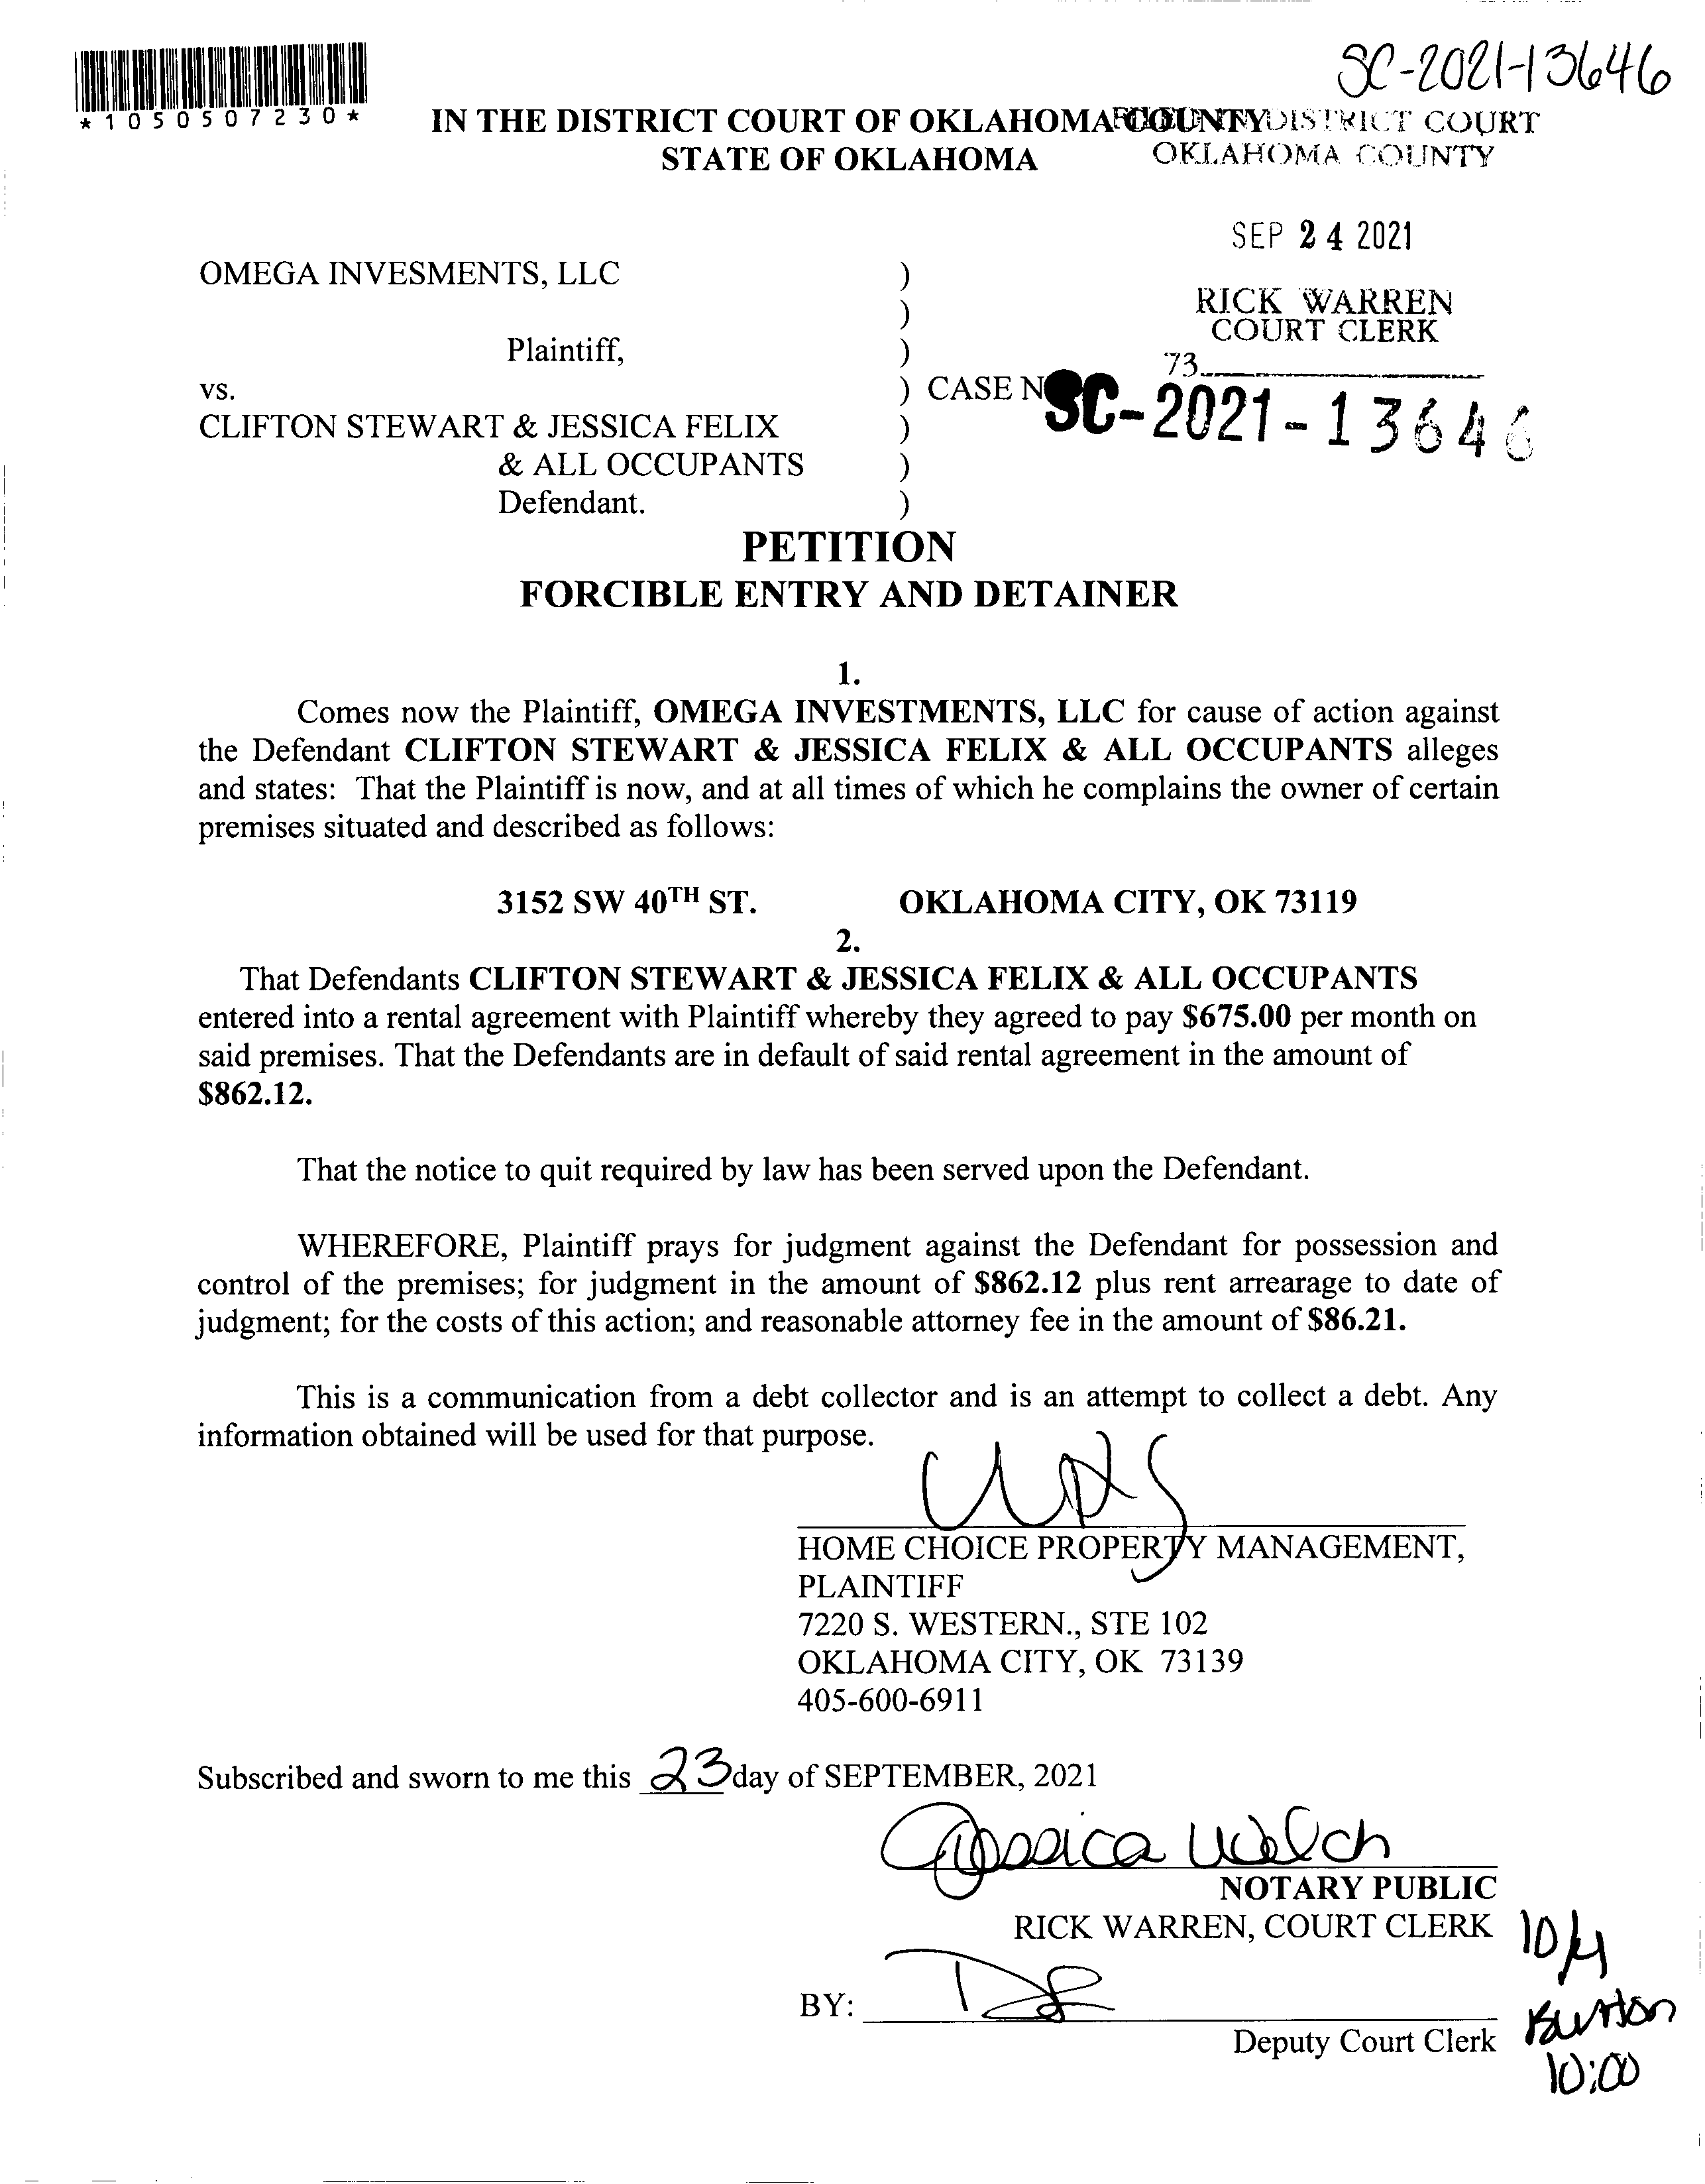 SC-2021-13646
*1050507230*
IN THE DISTRICT COURT OF OKLAHOMA COUNTY DISTRICT COURT
STATE OF OKLAHOMA OKLAHOMA COUNTY
SEP 24 2021
OMEGA INVESMENTS, LLC )
) RICK WARREN
COURT CLERK
Plaintiff, )
73
vs. ) CASE N SC-2021-13646
CLIFTON STEWART & JESSICA FELIX )
& ALL OCCUPANTS )
Defendant. )
PETITION
FORCIBLE ENTRY AND DETAINER
1.
Comes now the Plaintiff, OMEGA INVESTMENTS, LLC for cause of action against
the Defendant CLIFTON STEWART & JESSICA FELIX & ALL OCCUPANTS alleges
and states: That the Plaintiff is now, and at all times of which he complains the owner of certain
premises situated and described as follows:
3152 SW 40TH ST. OKLAHOMA CITY, OK 73119
2.
That Defendants CLIFTON STEWART & JESSICA FELIX & ALL OCCUPANTS
entered into a rental agreement with Plaintiff whereby they agreed to pay $675.00 per month on
said premises. That the Defendants are in default of said rental agreement in the amount of
$862.12.
That the notice to quit required by law has been served upon the Defendant.
WHEREFORE, Plaintiff prays for judgment against the Defendant for possession and
control of the premises; for judgment in the amount of $862.12 plus rent arrearage to date of
judgment; for the costs of this action; and reasonable attorney fee in the amount of $86.21.
This is a communication from a debt collector and is an attempt to collect a debt. Any
information obtained will be used for that purpose.
HOME CHOICE PROPERTY MANAGEMENT,
PLAINTIFF
7220 S. WESTERN., STE 102
OKLAHOMA CITY, OK 73139
405-600-6911
Subscribed and sworn to me this 23 day of SEPTEMBER, 2021
Jessica Welch
NOTARY PUBLIC
RICK WARREN, COURT CLERK
10/4
BY:
Deputy Court Clerk
Burton
10:00